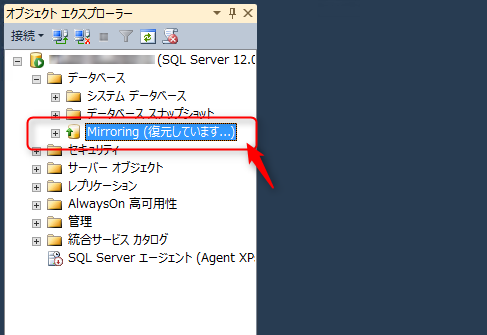 オブジェクト エクスプローラー
接続
(SQL Server 12.0
データベース
システム データベース
データベース スナップショット
Mirroring (復元しています...)
セキュリティ
サーバー オブジェクト
レプリケーション
AlwaysOn 高可用性
管理
統合サービス カタログ
SQL Server エージェント (Agent XP